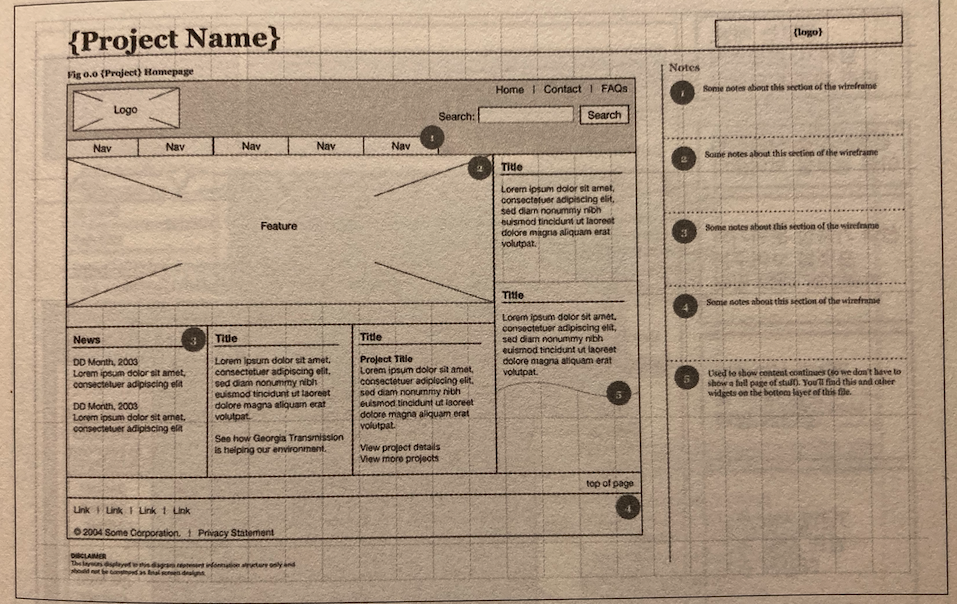 {Project Name}
{logo}
Fig 0.0 {Project} Homepage
Logo
Home | Contact | FAQs
Search: Search
Nav Nav Nav Nav Nav
1
Feature
2
Title
Lorem ipsum dolor sit amet,
consectetuer adipiscing elit,
sed diam nonummy nibh
euismod tincidunt ut laoreet
dolore magna aliquam erat
volutpat.
Title
Lorem ipsum dolor sit amet,
consectetuer adipiscing elit,
sed diam nonummy nibh
euismod tincidunt ut laoreet
dolore magna aliquam erat
volutpat.
5
News
3
DD Month, 2003
Lorem ipsum dolor sit amet,
consectetuer adipiscing elit
DD Month, 2003
Lorem ipsum dolor sit amet,
consectetuer adipiscing elit
Title
Lorem ipsum dolor sit amet,
consectetuer adipiscing elit,
sed diam nonummy nibh
euismod tincidunt ut laoreet
dolore magna aliquam erat
volutpat.
See how Georgia Transmission
is helping our environment.
Title
Project Title
Lorem ipsum dolor sit amet,
consectetuer adipiscing elit,
sed diam nonummy nibh
euismod tincidunt ut laoreet
dolore magna aliquam erat
volutpat.
View project details
View more projects
top of page
4
Link | Link | Link | Link
© 2004 Some Corporation. | Privacy Statement
DISCLAIMER
The layouts displayed in this diagram represent information structure only and
should not be construed as final screen designs.
Notes
1 Some notes about this section of the wireframe
2 Some notes about this section of the wireframe
3 Some notes about this section of the wireframe
4 Some notes about this section of the wireframe
5 Used to show content continues (so we don't have to
show a full page of stuff). You'll find this and other
widgets on the bottom layer of this file.